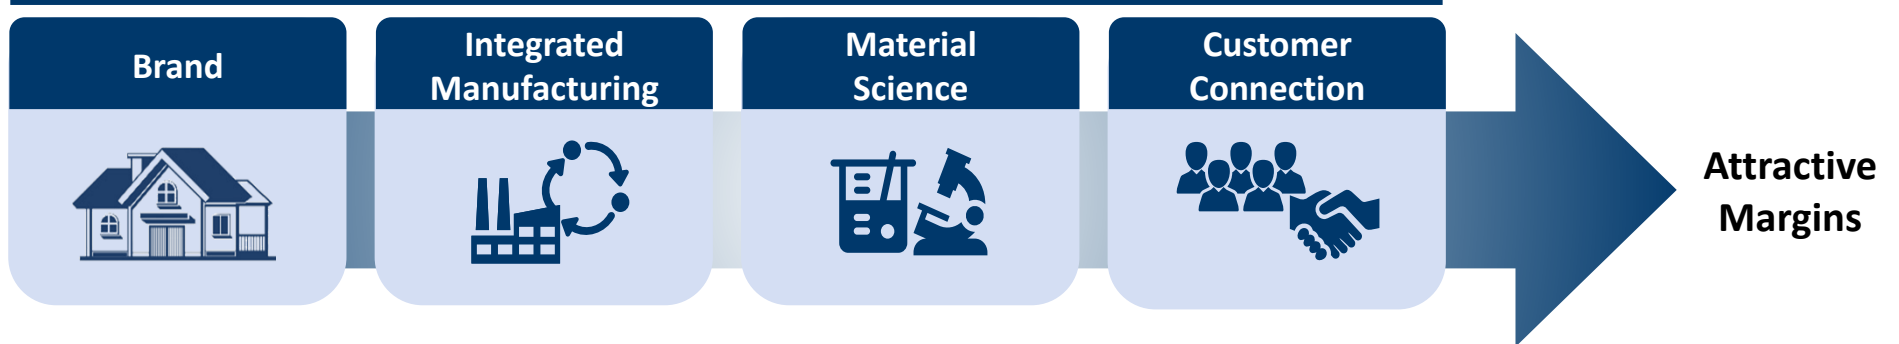 Brand
Integrated
Manufacturing
Material
Science
Customer
Connection
Attractive
Margins